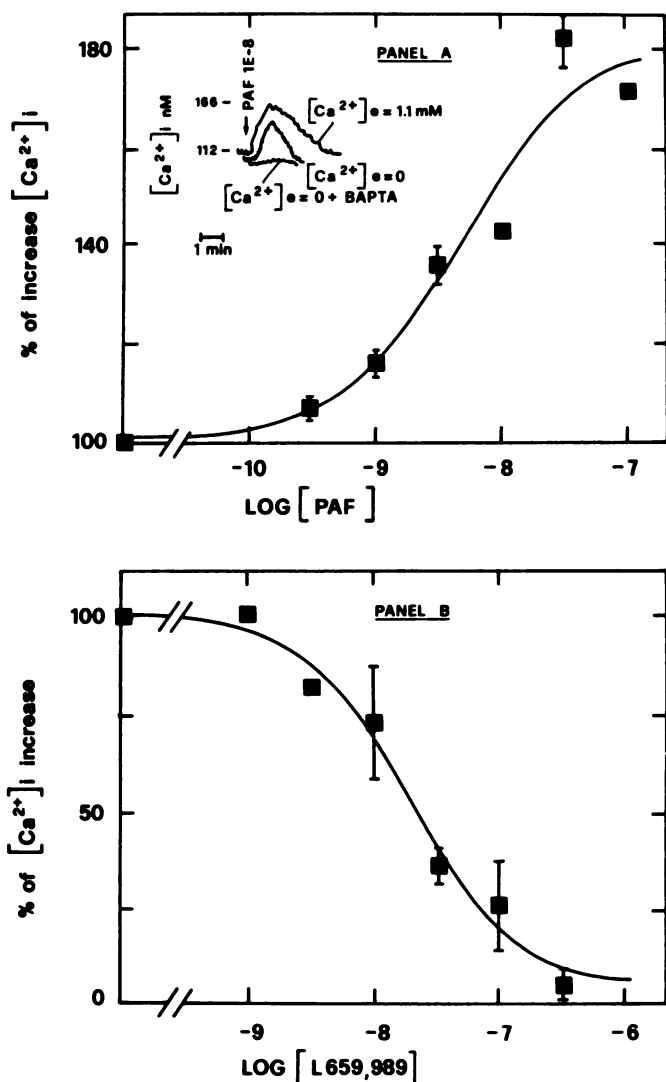 PANEL A
180
140
100
% of increase [Ca²⁺]i
[Ca²⁺]i nM
166
112
PAF 1E-8
[Ca²⁺]e = 1.1 mM
[Ca²⁺]e = 0
[Ca²⁺]e = 0 + BAPTA
1 min
-10 -9 -8 -7
LOG [PAF]
PANEL B
100
50
0
% of [Ca²⁺]i increase
-9 -8 -7 -6
LOG [L659,989]